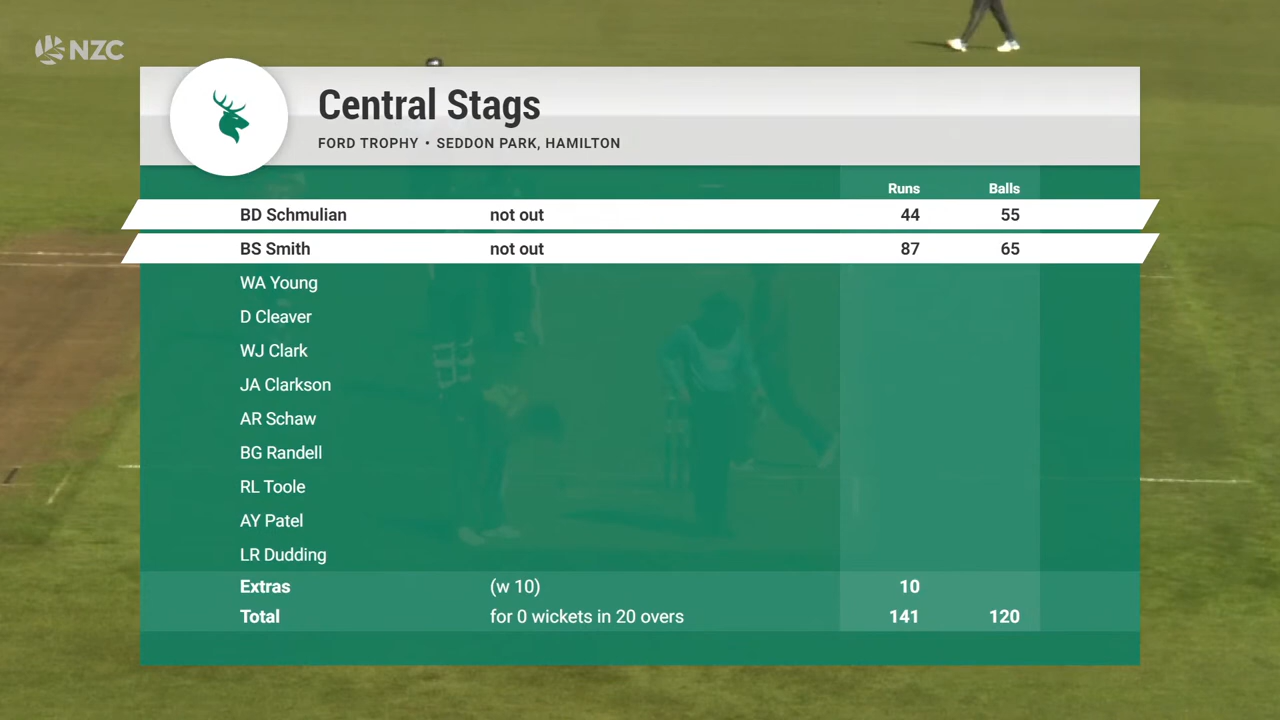 NZC
Central Stags
FORD TROPHY • SEDDON PARK, HAMILTON
Runs Balls
BD Schmulian not out 44 55
BS Smith not out 87 65
WA Young
D Cleaver
WJ Clark
JA Clarkson
AR Schaw
BG Randell
RL Toole
AY Patel
LR Dudding
Extras (w 10) 10
Total for 0 wickets in 20 overs 141 120